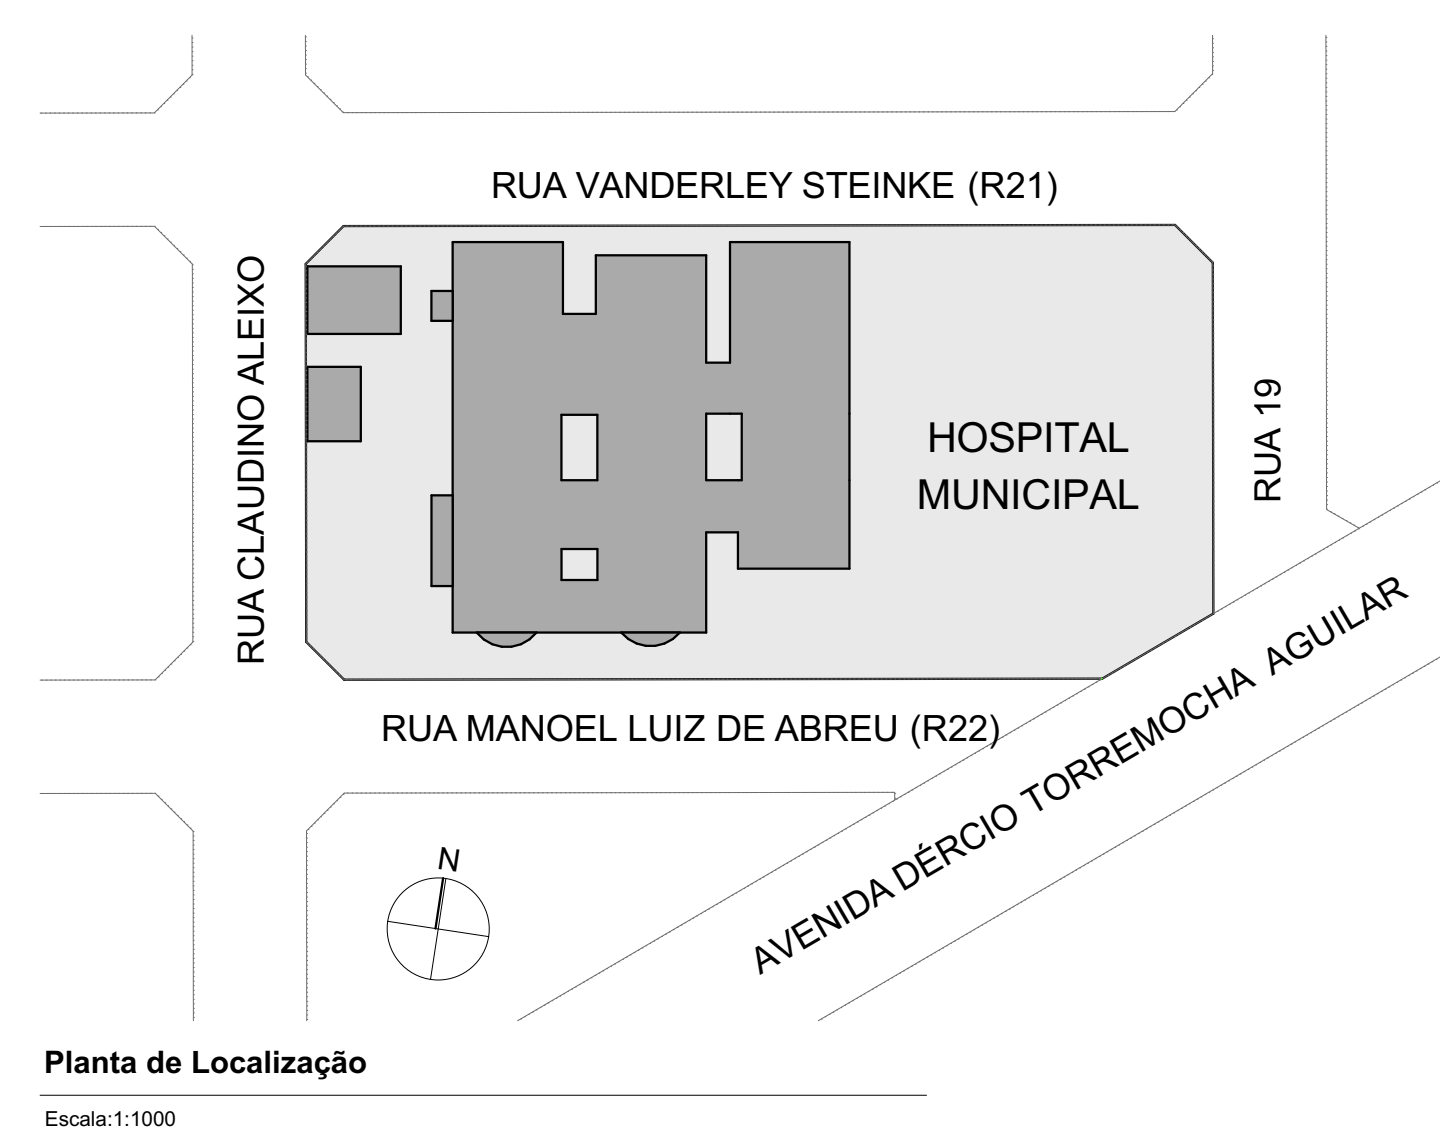 RUA VANDERLEY STEINKE (R21)
RUA CLAUDINO ALEIXO
HOSPITAL
MUNICIPAL
RUA 19
RUA MANOEL LUIZ DE ABREU (R22)
AVENIDA DÉRCIO TORREMOCHA AGUILAR
N
Planta de Localização
Escala:1:1000